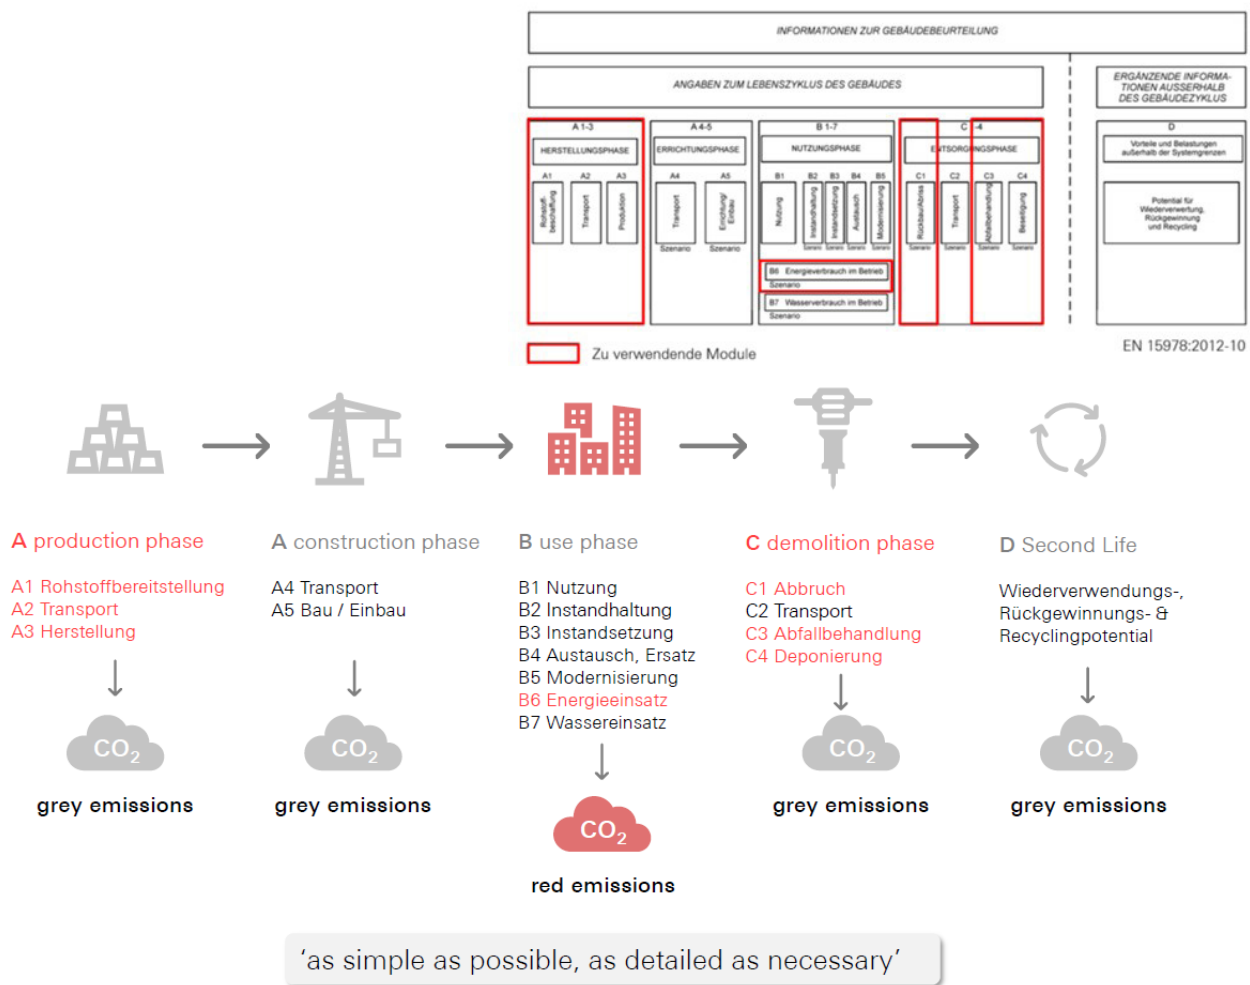 INFORMATIONEN ZUR GEBÄUDEBEURTEILUNG
ANGABEN ZUM LEBENSZYKLUS DES GEBÄUDES
ERGÄNZENDE INFORMA-
TIONEN AUSSERHALB
DES GEBÄUDEZYKLUS
A 1-3
HERSTELLUNGSPHASE
A1
A2
A3
Rohstoff-
beschaffung
Transport
Produktion
A 4-5
ERRICHTUNGSPHASE
A4
A5
Transport
Errichtung/
Einbau
Szenario
Szenario
B 1-7
NUTZUNGSPHASE
B1
B2
B3
B4
B5
Nutzung
Instandhaltung
Instandsetzung
Austausch
Modernisierung
Szenario
Szenario
Szenario
Szenario
B6 Energieverbrauch im Betrieb
Szenario
B7 Wasserverbrauch im Betrieb
Szenario
C -4
ENTSORGUNGSPHASE
C1
C2
C3
C4
Rückbau/Abriss
Transport
Abfallbehandlung
Beseitigung
Szenario
Szenario
Szenario
Szenario
D
Vorteile und Belastungen
außerhalb der Systemgrenzen
Potential für
Wiederverwertung,
Rückgewinnung
und Recycling
Zu verwendende Module
EN 15978:2012-10
A production phase
A1 Rohstoffbereitstellung
A2 Transport
A3 Herstellung
CO2
grey emissions
A construction phase
A4 Transport
A5 Bau / Einbau
CO2
grey emissions
B use phase
B1 Nutzung
B2 Instandhaltung
B3 Instandsetzung
B4 Austausch, Ersatz
B5 Modernisierung
B6 Energieeinsatz
B7 Wassereinsatz
CO2
red emissions
C demolition phase
C1 Abbruch
C2 Transport
C3 Abfallbehandlung
C4 Deponierung
CO2
grey emissions
D Second Life
Wiederverwendungs-,
Rückgewinnungs- &
Recyclingpotential
CO2
grey emissions
'as simple as possible, as detailed as necessary'